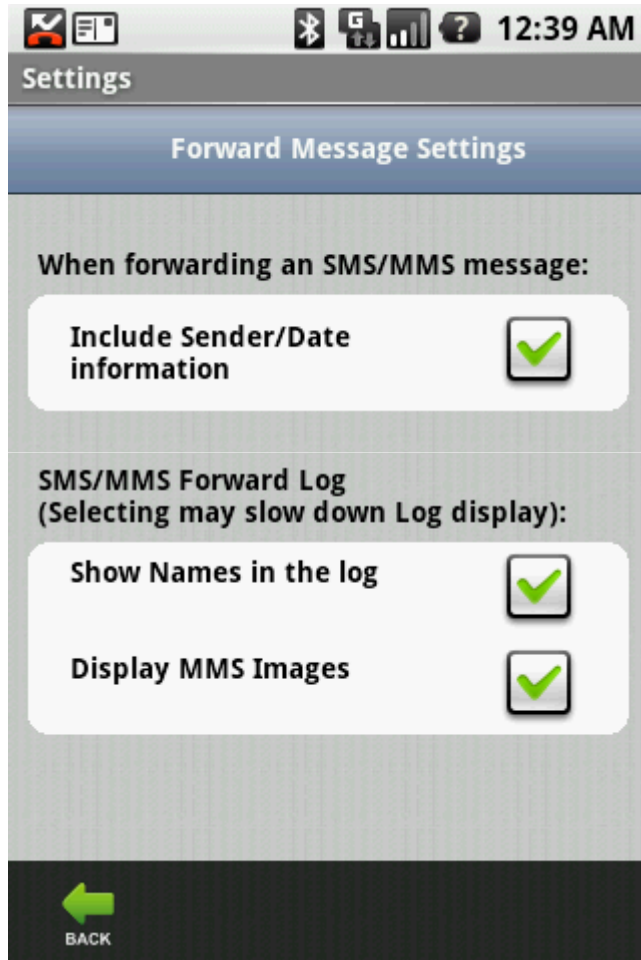 G ? 12:39 AM
Settings
Forward Message Settings
When forwarding an SMS/MMS message:
Include Sender/Date
information
SMS/MMS Forward Log
(Selecting may slow down Log display):
Show Names in the log
Display MMS Images
BACK